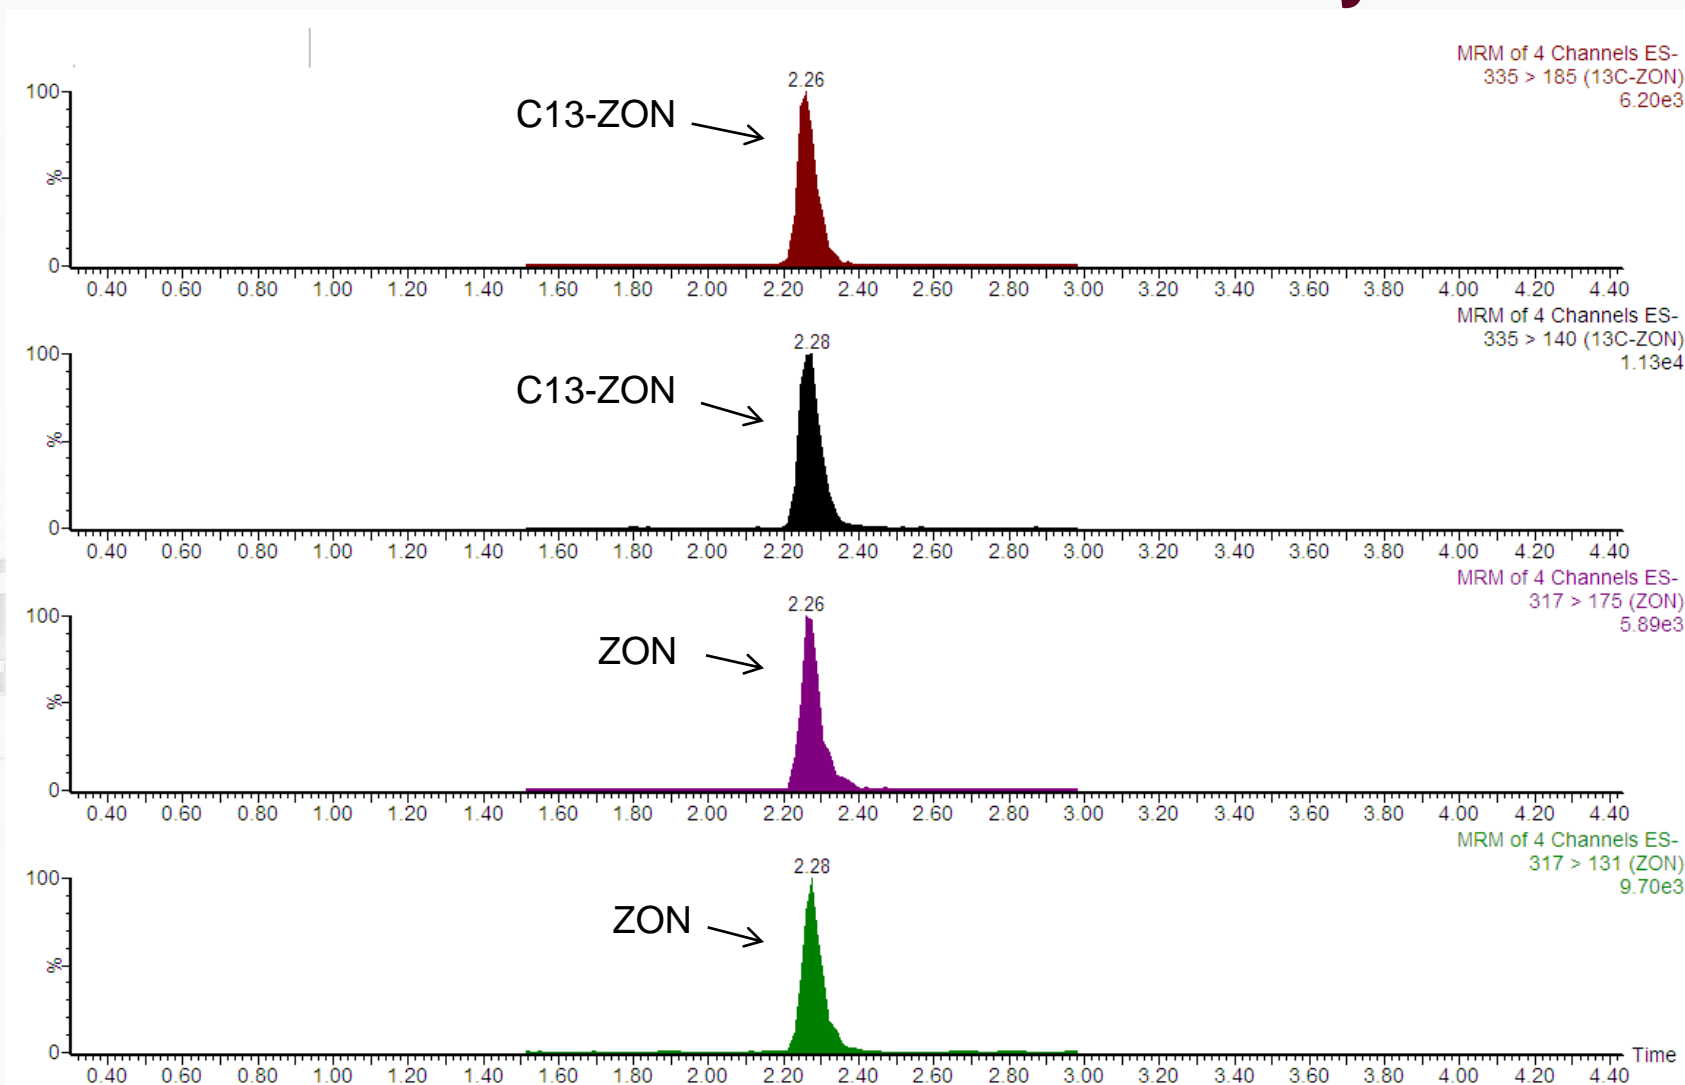 MRM of 4 Channels ES-
335 > 185 (13C-ZON)
6.20e3
2.26
C13-ZON
100
%
0
0.40 0.60 0.80 1.00 1.20 1.40 1.60 1.80 2.00 2.20 2.40 2.60 2.80 3.00 3.20 3.40 3.60 3.80 4.00 4.20 4.40
MRM of 4 Channels ES-
335 > 140 (13C-ZON)
1.13e4
2.28
C13-ZON
100
%
0
0.40 0.60 0.80 1.00 1.20 1.40 1.60 1.80 2.00 2.20 2.40 2.60 2.80 3.00 3.20 3.40 3.60 3.80 4.00 4.20 4.40
MRM of 4 Channels ES-
317 > 175 (ZON)
5.89e3
2.26
ZON
100
%
0
0.40 0.60 0.80 1.00 1.20 1.40 1.60 1.80 2.00 2.20 2.40 2.60 2.80 3.00 3.20 3.40 3.60 3.80 4.00 4.20 4.40
MRM of 4 Channels ES-
317 > 131 (ZON)
9.70e3
2.28
ZON
100
%
0
Time
0.40 0.60 0.80 1.00 1.20 1.40 1.60 1.80 2.00 2.20 2.40 2.60 2.80 3.00 3.20 3.40 3.60 3.80 4.00 4.20 4.40